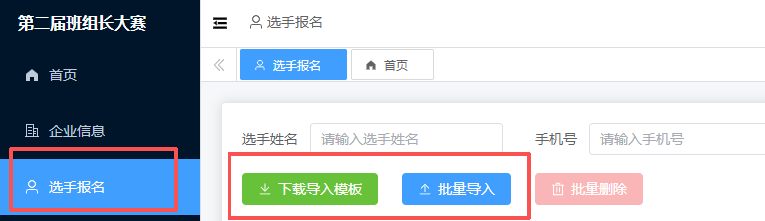 第二届班组长大赛
选手报名
首页
选手报名
首页
企业信息
选手姓名 请输入选手姓名 手机号 请输入手机号
选手报名
下载导入模板 批量导入 批量删除